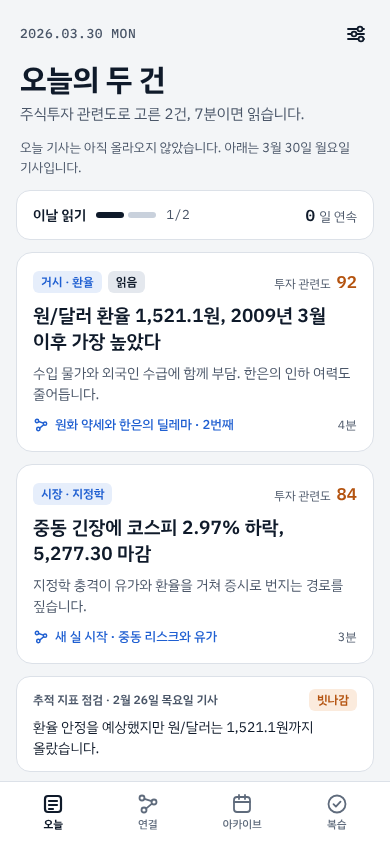 2026.03.30 MON
오늘의 두 건
주식투자 관련도로 고른 2건, 7분이면 읽습니다.
오늘 기사는 아직 올라오지 않았습니다. 아래는 3월 30일 월요일
기사입니다.
이날 읽기 1/2 0 일 연속
거시 · 환율 읽음 투자 관련도 92
원/달러 환율 1,521.1원, 2009년 3월
이후 가장 높았다
수입 물가와 외국인 수급에 함께 부담. 한은의 인하 여력도
줄어듭니다.
원화 약세와 한은의 딜레마 · 2번째 4분
시장 · 지정학 투자 관련도 84
중동 긴장에 코스피 2.97% 하락,
5,277.30 마감
지정학 충격이 유가와 환율을 거쳐 증시로 번지는 경로를
짚습니다.
새 실 시작 · 중동 리스크와 유가 3분
추적 지표 점검 · 2월 26일 목요일 기사 빗나감
환율 안정을 예상했지만 원/달러는 1,521.1원까지
올랐습니다.
오늘 연결 아카이브 복습